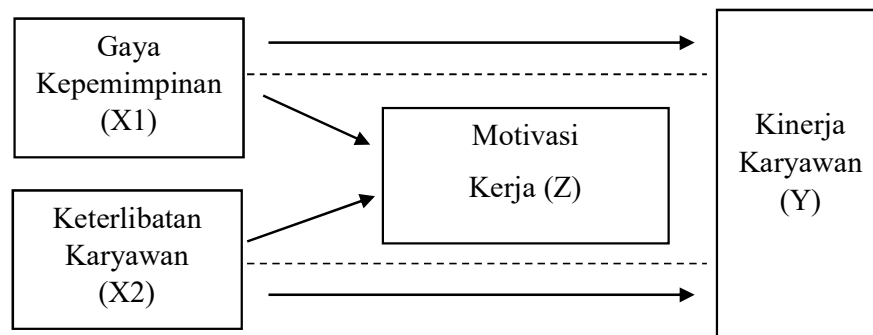 Gaya
Kepemimpinan
(X1)
Motivasi
Kerja (Z)
Kinerja
Karyawan
(Y)
Keterlibatan
Karyawan
(X2)